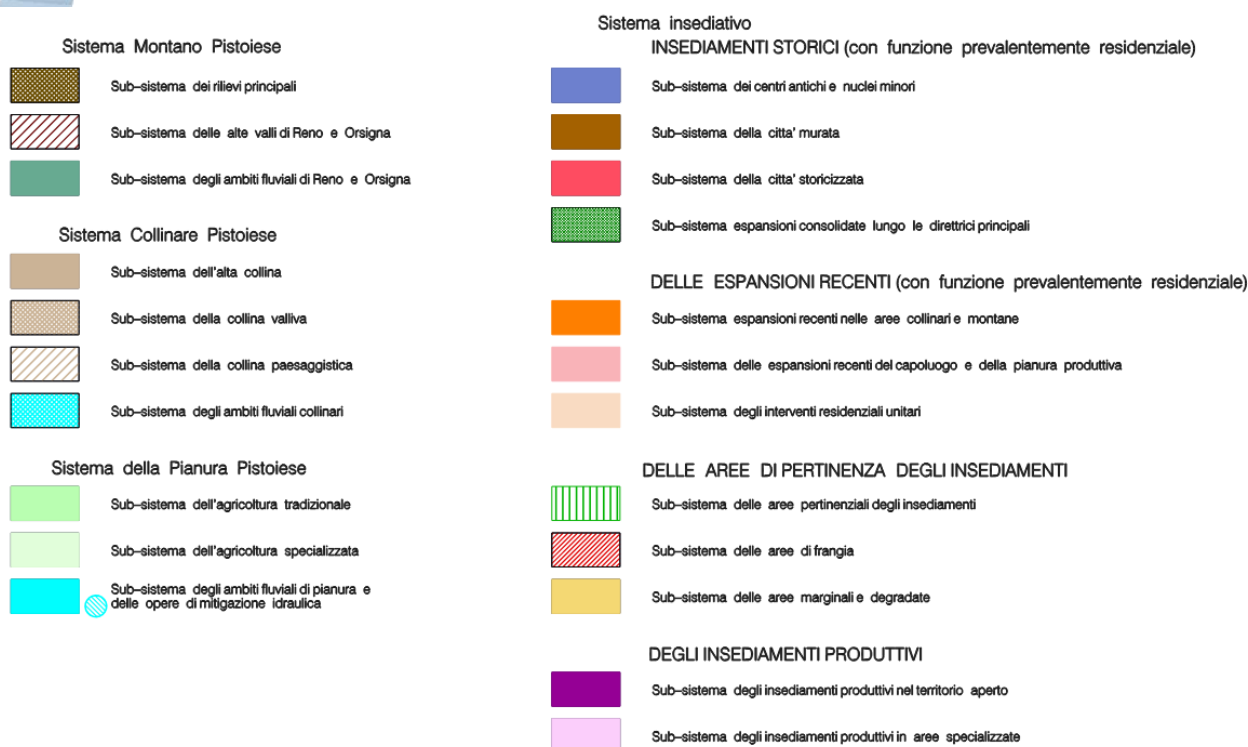 Sistema Montano Pistoiese
Sub-sistema dei rilievi principali
Sub-sistema delle alte valli di Reno e Orsigna
Sub-sistema degli ambiti fluviali di Reno e Orsigna
Sistema Collinare Pistoiese
Sub-sistema dell'alta collina
Sub-sistema della collina valliva
Sub-sistema della collina paesaggistica
Sub-sistema degli ambiti fluviali collinari
Sistema della Pianura Pistoiese
Sub-sistema dell'agricoltura tradizionale
Sub-sistema dell'agricoltura specializzata
Sub-sistema degli ambiti fluviali di pianura e
delle opere di mitigazione idraulica
Sistema insediativo
INSEDIAMENTI STORICI (con funzione prevalentemente residenziale)
Sub-sistema dei centri antichi e nuclei minori
Sub-sistema della citta' murata
Sub-sistema della citta' storicizzata
Sub-sistema espansioni consolidate lungo le direttrici principali
DELLE ESPANSIONI RECENTI (con funzione prevalentemente residenziale)
Sub-sistema espansioni recenti nelle aree collinari e montane
Sub-sistema delle espansioni recenti del capoluogo e della pianura produttiva
Sub-sistema degli interventi residenziali unitari
DELLE AREE DI PERTINENZA DEGLI INSEDIAMENTI
Sub-sistema delle aree pertinenziali degli insediamenti
Sub-sistema delle aree di frangia
Sub-sistema delle aree marginali e degradate
DEGLI INSEDIAMENTI PRODUTTIVI
Sub-sistema degli insediamenti produttivi nel territorio aperto
Sub-sistema degli insediamenti produttivi in aree specializzate